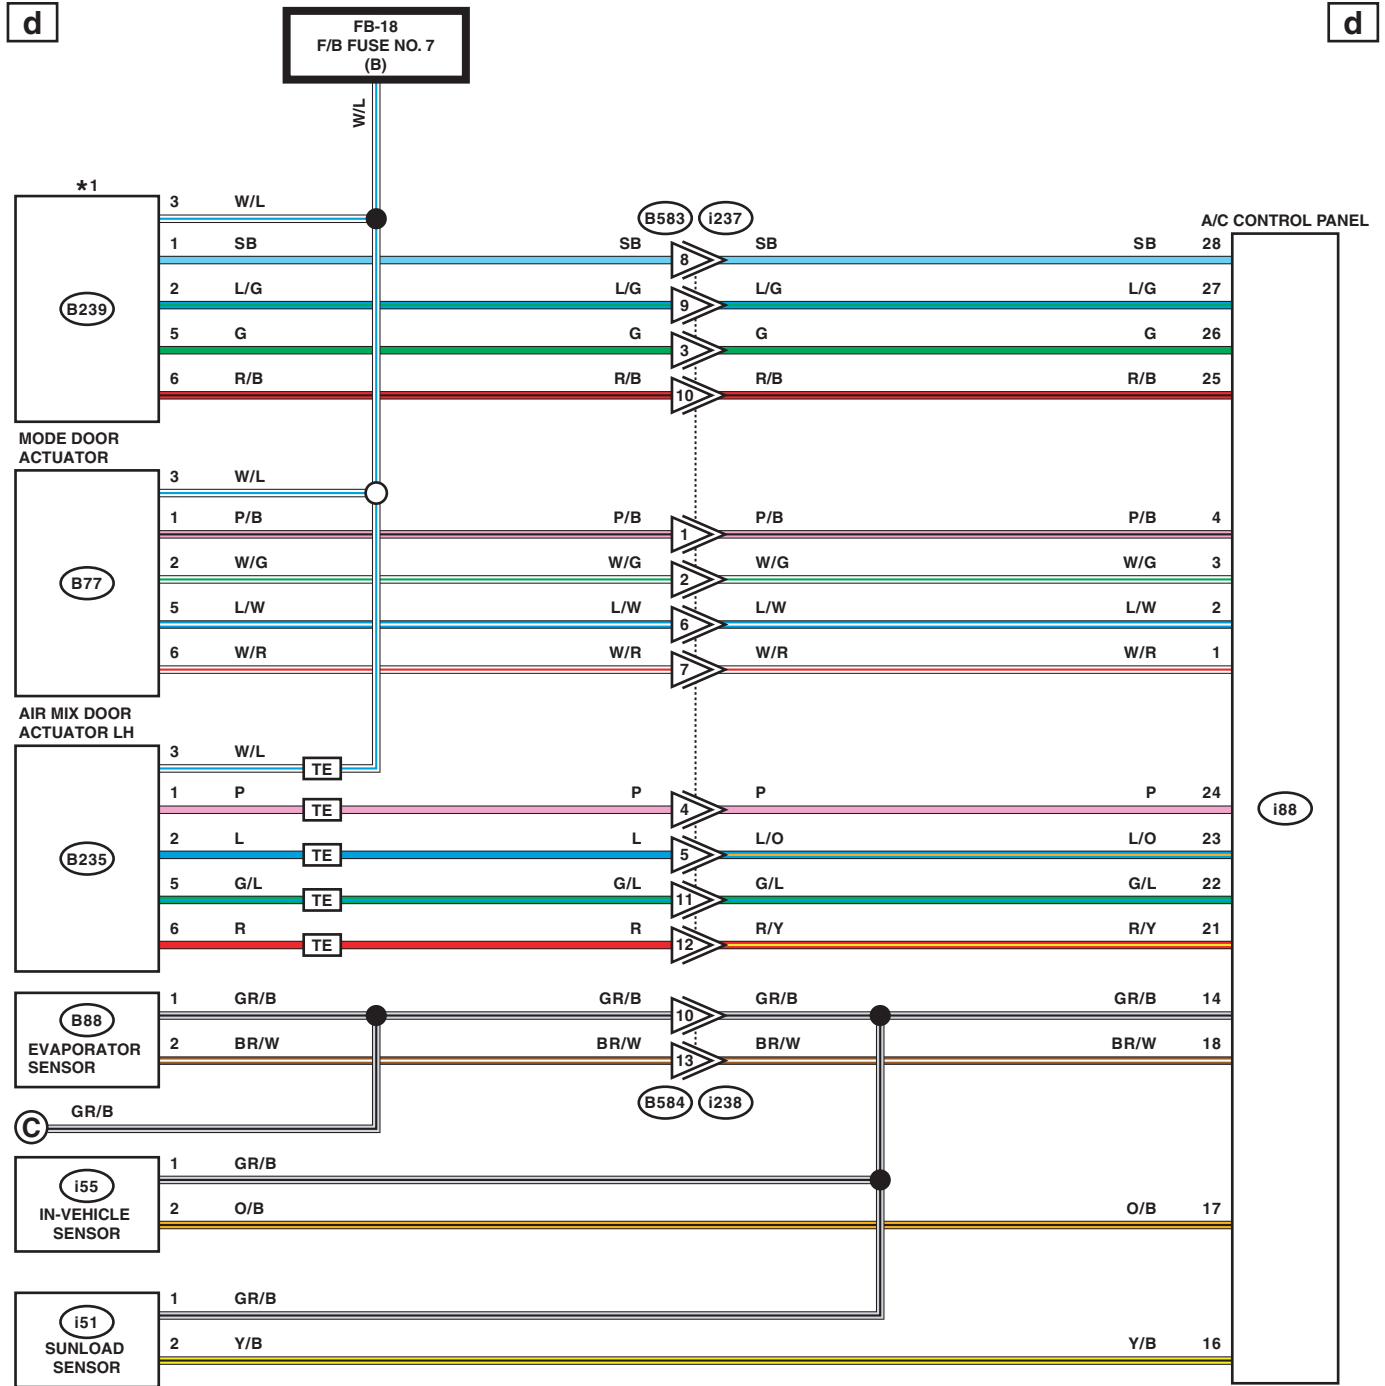 d
d
FB-18
F/B FUSE NO. 7
(B)
W/L
*1
3 W/L
B583 i237
A/C CONTROL PANEL
1 SB SB 8 SB SB 28
2 L/G L/G 9 L/G L/G 27
B239
5 G G 3 G G 26
6 R/B R/B 10 R/B R/B 25
MODE DOOR
ACTUATOR
3 W/L
1 P/B P/B 1 P/B P/B 4
2 W/G W/G 2 W/G W/G 3
B77
5 L/W L/W 6 L/W L/W 2
6 W/R W/R 7 W/R W/R 1
AIR MIX DOOR
ACTUATOR LH
3 W/L TE
1 P TE P 4 P P 24
i88
2 L TE L 5 L/O L/O 23
B235
5 G/L TE G/L 11 G/L G/L 22
6 R TE R 12 R/Y R/Y 21
1 GR/B GR/B 10 GR/B GR/B 14
B88
EVAPORATOR
SENSOR
2 BR/W BR/W 13 BR/W BR/W 18
B584 i238
C GR/B
1 GR/B
i55
IN-VEHICLE
SENSOR
2 O/B O/B 17
1 GR/B
i51
SUNLOAD
SENSOR
2 Y/B Y/B 16